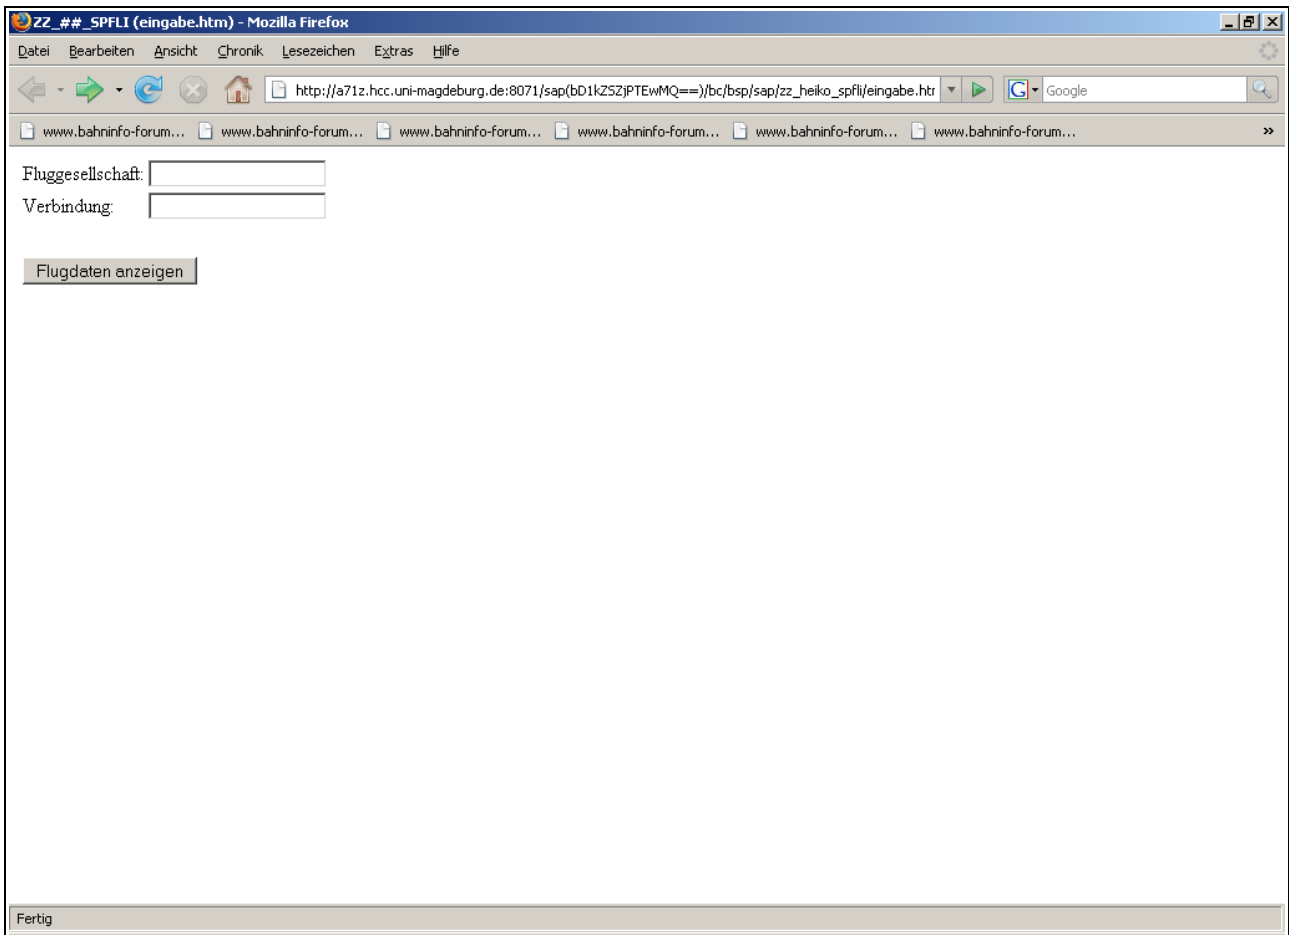 ZZ_##_SPFLI (eingabe.htm) - Mozilla Firefox
Datei Bearbeiten Ansicht Chronik Lesezeichen Extras Hilfe
http://a71z.hcc.uni-magdeburg.de:8071/sap(bD1kZSZjPTEwMQ==)/bc/bsp/sap/zz_heiko_spfli/eingabe.htr G Google
www.bahninfo-forum... www.bahninfo-forum... www.bahninfo-forum... www.bahninfo-forum... www.bahninfo-forum... www.bahninfo-forum... »
Fluggesellschaft:
Verbindung:
Flugdaten anzeigen
Fertig